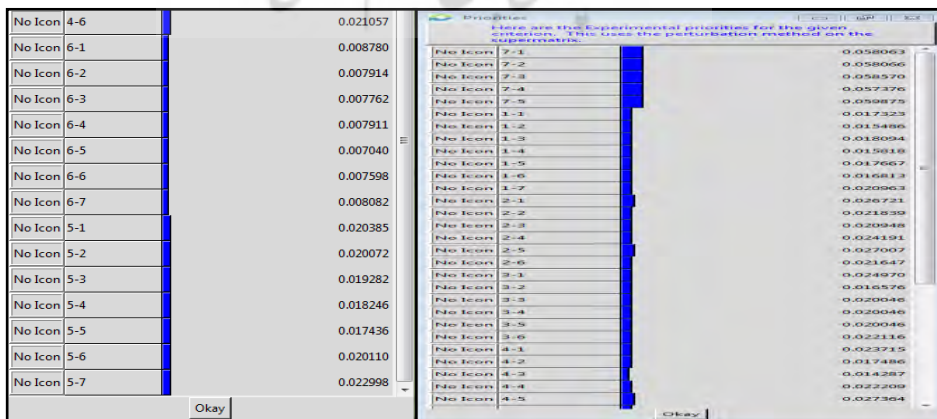 No Icon 4-6 0.021057
No Icon 6-1 0.008780
No Icon 6-2 0.007914
No Icon 6-3 0.007762
No Icon 6-4 0.007911
No Icon 6-5 0.007040
No Icon 6-6 0.007598
No Icon 6-7 0.008082
No Icon 5-1 0.020385
No Icon 5-2 0.020072
No Icon 5-3 0.019282
No Icon 5-4 0.018246
No Icon 5-5 0.017436
No Icon 5-6 0.020110
No Icon 5-7 0.022998
Okay
Priorities
Here are the Experimental priorities for the given
criterion. This uses the perturbation method on the
supermatrix.
No Icon 7-1 0.058063
No Icon 7-2 0.058066
No Icon 7-3 0.058570
No Icon 7-4 0.057376
No Icon 7-5 0.059875
No Icon 1-1 0.017323
No Icon 1-2 0.015486
No Icon 1-3 0.018094
No Icon 1-4 0.015818
No Icon 1-5 0.017667
No Icon 1-6 0.016813
No Icon 1-7 0.020963
No Icon 2-1 0.026721
No Icon 2-2 0.021839
No Icon 2-3 0.020948
No Icon 2-4 0.024191
No Icon 2-5 0.027007
No Icon 2-6 0.021647
No Icon 3-1 0.024970
No Icon 3-2 0.016576
No Icon 3-3 0.020046
No Icon 3-4 0.020046
No Icon 3-5 0.020046
No Icon 3-6 0.022116
No Icon 4-1 0.023715
No Icon 4-2 0.017486
No Icon 4-3 0.014287
No Icon 4-4 0.022209
No Icon 4-5 0.027364
Okay